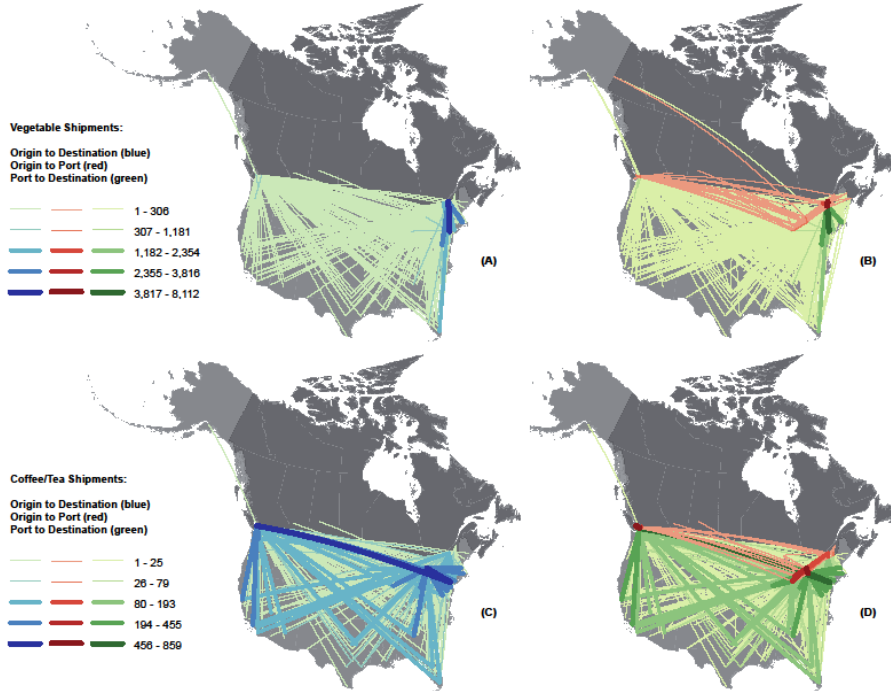 Vegetable Shipments:
Origin to Destination (blue)
Origin to Port (red)
Port to Destination (green)
1 - 306
307 - 1,181
1,182 - 2,354
2,355 - 3,816
3,817 - 8,112
(A)
(B)
Coffee/Tea Shipments:
Origin to Destination (blue)
Origin to Port (red)
Port to Destination (green)
1 - 25
26 - 79
80 - 193
194 - 455
456 - 859
(C)
(D)